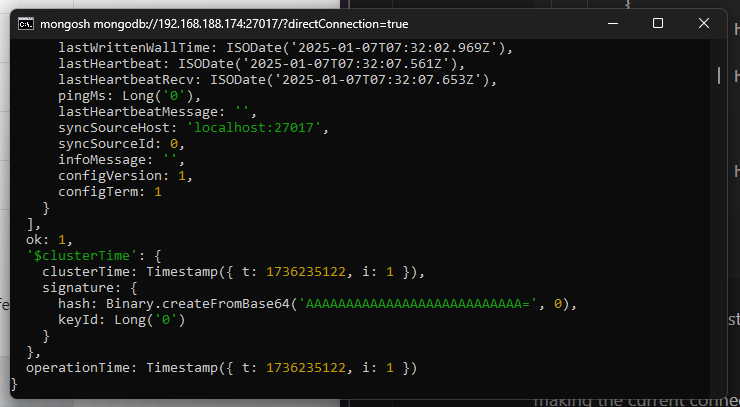 mongosh mongodb://192.168.188.174:27017/?directConnection=true
lastWrittenWallTime: ISODate('2025-01-07T07:32:02.969Z'),
lastHeartbeat: ISODate('2025-01-07T07:32:07.561Z'),
lastHeartbeatRecv: ISODate('2025-01-07T07:32:07.653Z'),
pingMs: Long('0'),
lastHeartbeatMessage: '',
syncSourceHost: 'localhost:27017',
syncSourceId: 0,
infoMessage: '',
configVersion: 1,
configTerm: 1
}
],
ok: 1,
'$clusterTime': {
clusterTime: Timestamp({ t: 1736235122, i: 1 }),
signature: {
hash: Binary.createFromBase64('AAAAAAAAAAAAAAAAAAAAAAAAAAA=', 0),
keyId: Long('0')
}
},
operationTime: Timestamp({ t: 1736235122, i: 1 })
}
making the current